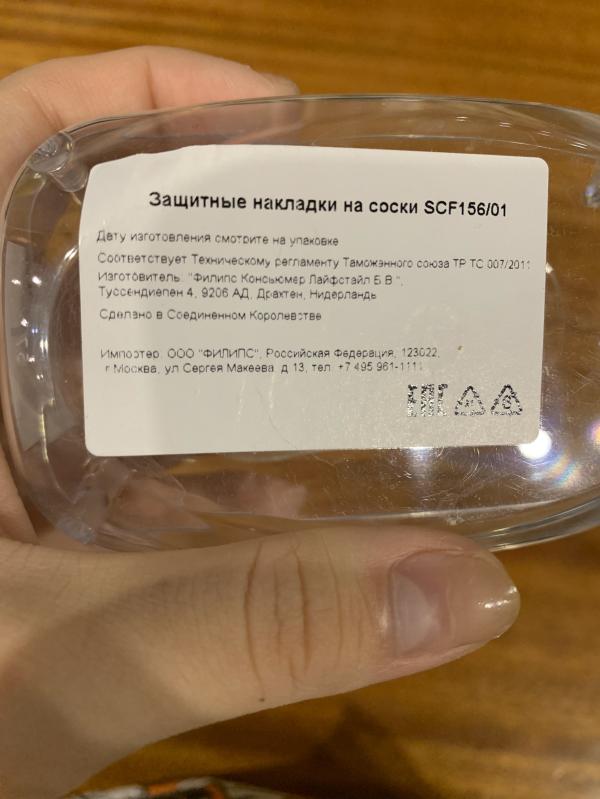 Защитные накладки на соски SCF156/01
Дату изготовления смотрите на упаковке
Соответствует Техническому регламенту Таможенного союза ТР ТС 007/2011
Изготовитель: "Филипс Консьюмер Лайфстайл Б.В.",
Туссендиепен 4, 9206 АД, Драхтен, Нидерланды
Сделано в Соединенном Королевстве
Импортер: ООО "ФИЛИПС", Российская Федерация, 123022,
г.Москва, ул.Сергея Макеева, д.13, тел. +7 495 961-1111
EAC